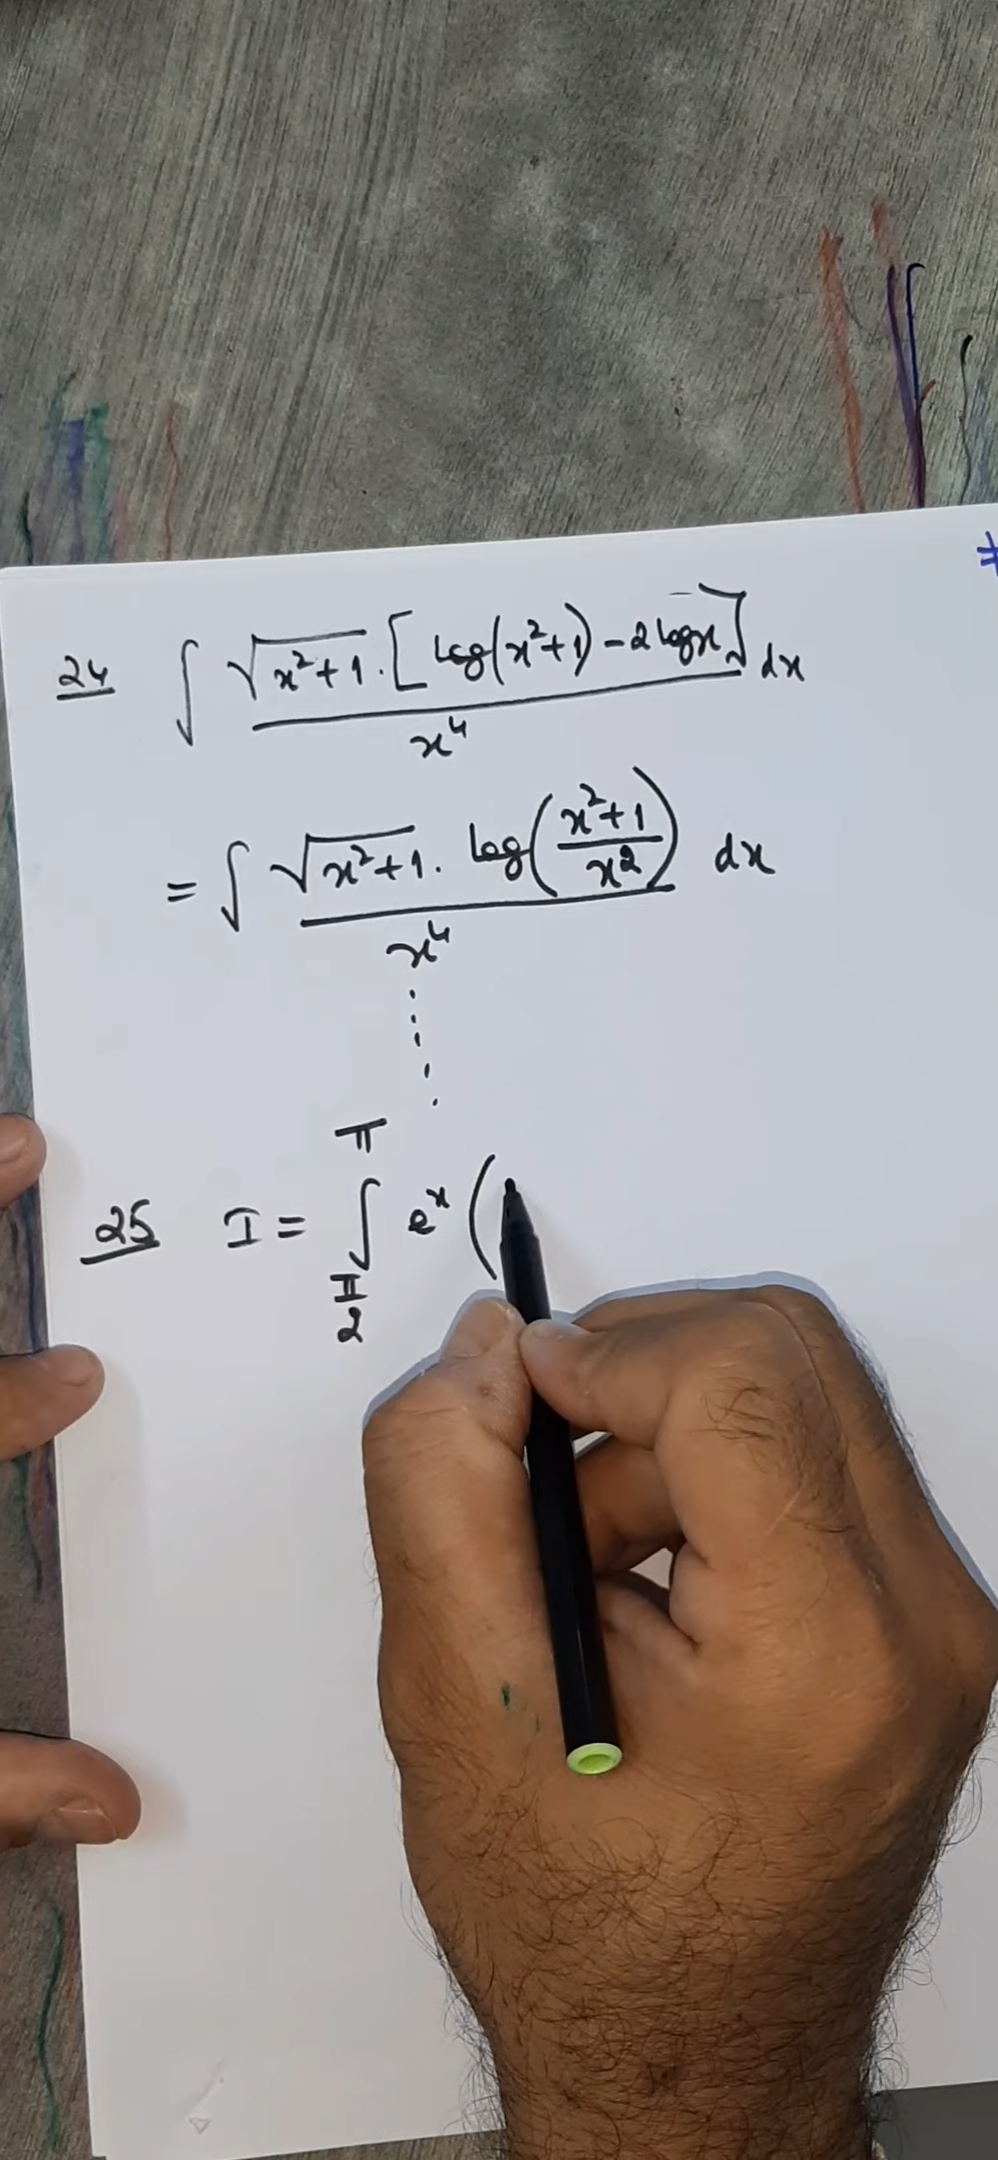 24 ∫ √(x²+1) · [log(x²+1) − 2 log x] / x⁴ dx
= ∫ √(x²+1) · log((x²+1)/x²) / x⁴ dx
25 I = ∫_{π/2}^{π} eˣ (